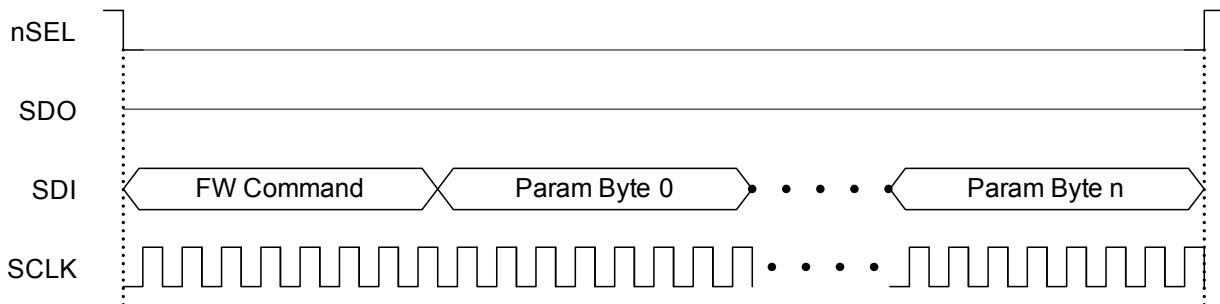 nSEL
SDO
SDI FW Command Param Byte 0 Param Byte n
SCLK